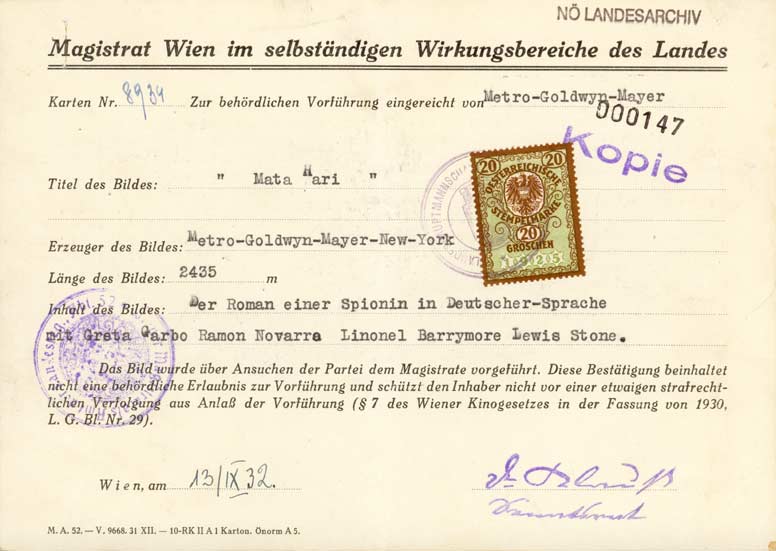 NÖ LANDESARCHIV
Magistrat Wien im selbständigen Wirkungsbereiche des Landes
Karten Nr. 8934 Zur behördlichen Vorführung eingereicht von Metro-Goldwyn-Mayer
000147
Kopie
Titel des Bildes: " Mata Hari "
20 20
OESTERREICHISCHE
STEMPELMARKE
20
GROSCHEN
Erzeuger des Bildes: Metro-Goldwyn-Mayer-New-York
Länge des Bildes: 2435 m
Inhalt des Bildes: Der Roman einer Spionin in Deutscher-Sprache
mit Greta Garbo Ramon Novarra Linonel Barrymore Lewis Stone.
Das Bild wurde über Ansuchen der Partei dem Magistrate vorgeführt. Diese Bestätigung beinhaltet
nicht eine behördliche Erlaubnis zur Vorführung und schützt den Inhaber nicht vor einer etwaigen strafrecht-
lichen Verfolgung aus Anlaß der Vorführung (§ 7 des Wiener Kinogesetzes in der Fassung von 1930,
L. G. Bl. Nr. 29).
Wien, am 13/IX 32.
M. A. 52. — V. 9668. 31 XII. — 10-RK II A 1 Karton. Önorm A 5.